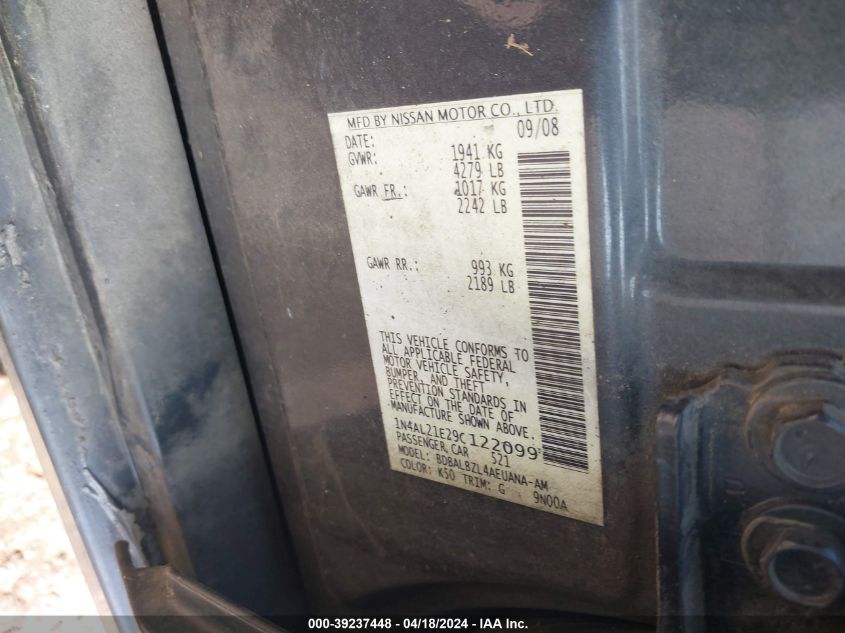 MFD BY NISSAN MOTOR CO., LTD.
DATE: 09/08
GVWR: 1941 KG
4279 LB
GAWR FR.: 1017 KG
2242 LB
GAWR RR.: 993 KG
2189 LB
THIS VEHICLE CONFORMS TO
ALL APPLICABLE FEDERAL
MOTOR VEHICLE SAFETY,
BUMPER, AND THEFT
PREVENTION STANDARDS IN
EFFECT ON THE DATE OF
MANUFACTURE SHOWN ABOVE.
1N4AL21E29C122099
PASSENGER CAR 521
MODEL: BDBALBZL4AEUANA-AM
COLOR: K50 TRIM: G 9N00A
000-39237448 - 04/18/2024 - IAA Inc.